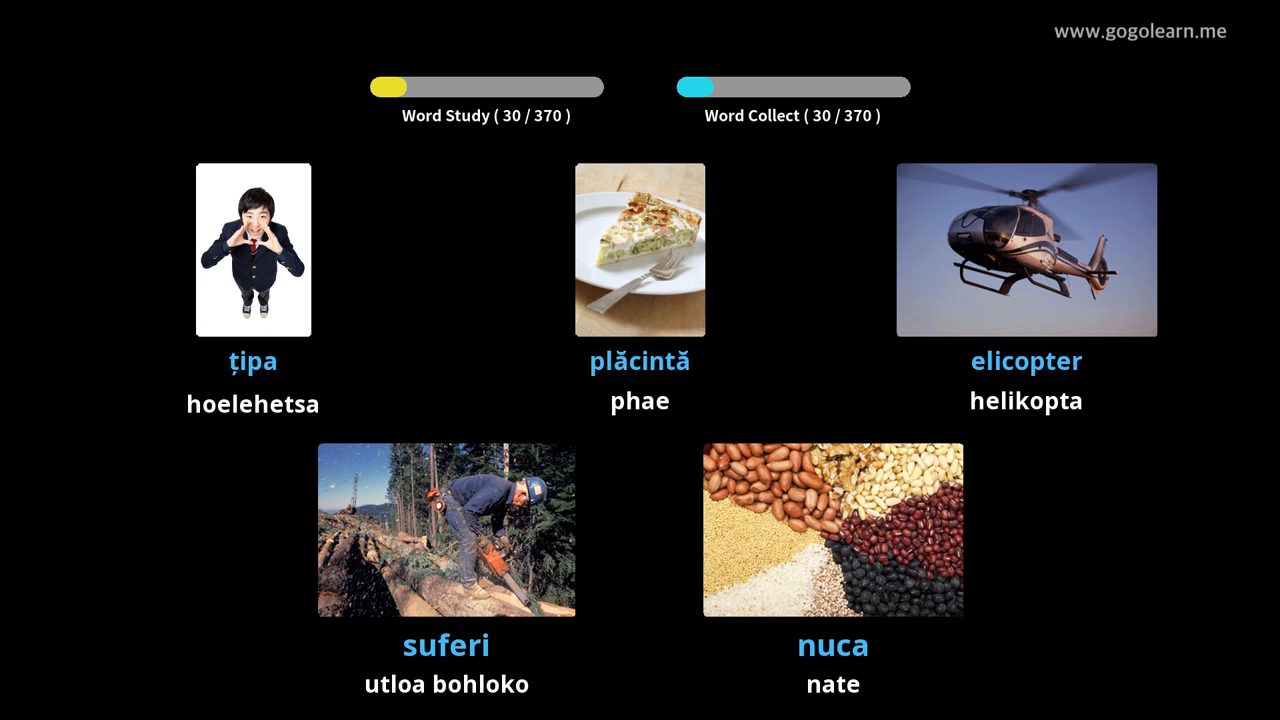 www.gogolearn.me
Word Study ( 30 / 370 )
Word Collect ( 30 / 370 )
țipa
hoelehetsa
plăcintă
phae
elicopter
helikopta
suferi
utloa bohloko
nuca
nate